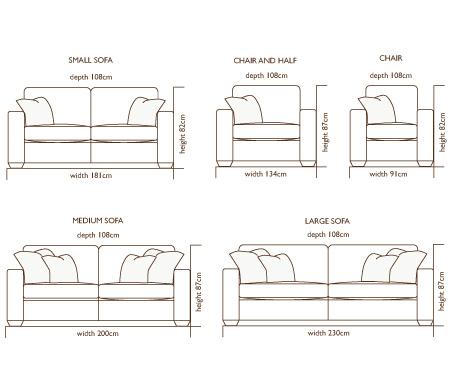 SMALL SOFA
depth 108cm
height 82cm
width 181cm
CHAIR AND HALF
depth 108cm
height 87cm
width 134cm
CHAIR
depth 108cm
height 82cm
width 91cm
MEDIUM SOFA
depth 108cm
height 87cm
width 200cm
LARGE SOFA
depth 108cm
height 87cm
width 230cm